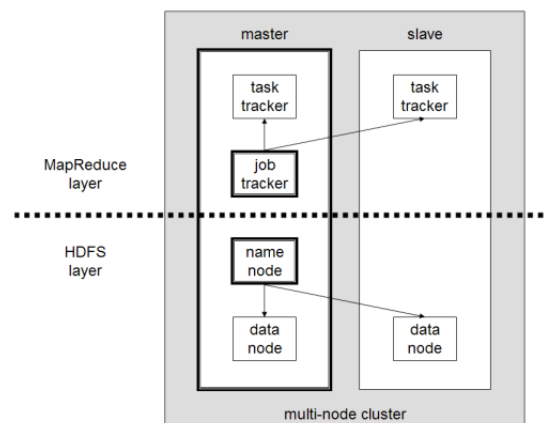 master
slave
task
tracker
task
tracker
MapReduce
layer
job
tracker
HDFS
layer
name
node
data
node
data
node
multi-node cluster